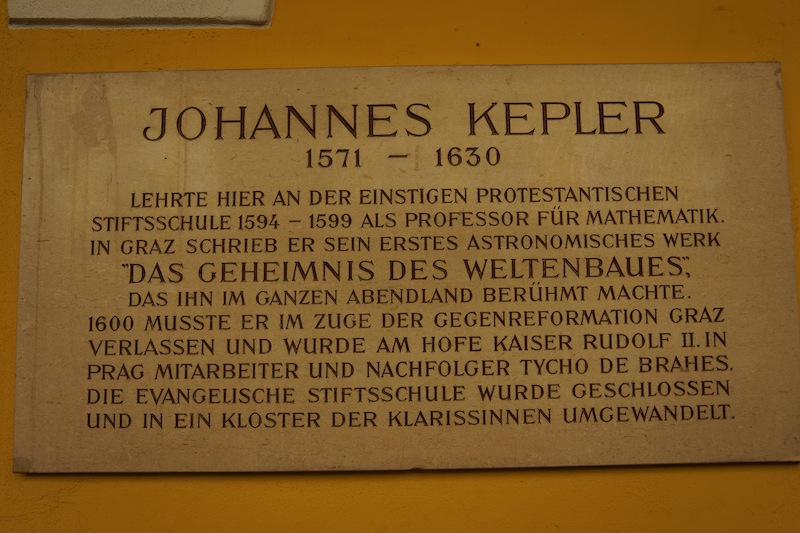 JOHANNES KEPLER
1571 – 1630
LEHRTE HIER AN DER EINSTIGEN PROTESTANTISCHEN
STIFTSSCHULE 1594 – 1599 ALS PROFESSOR FÜR MATHEMATIK.
IN GRAZ SCHRIEB ER SEIN ERSTES ASTRONOMISCHES WERK
"DAS GEHEIMNIS DES WELTENBAUES",
DAS IHN IM GANZEN ABENDLAND BERÜHMT MACHTE.
1600 MUSSTE ER IM ZUGE DER GEGENREFORMATION GRAZ
VERLASSEN UND WURDE AM HOFE KAISER RUDOLF II. IN
PRAG MITARBEITER UND NACHFOLGER TYCHO DE BRAHES.
DIE EVANGELISCHE STIFTSSCHULE WURDE GESCHLOSSEN
UND IN EIN KLOSTER DER KLARISSINNEN UMGEWANDELT.